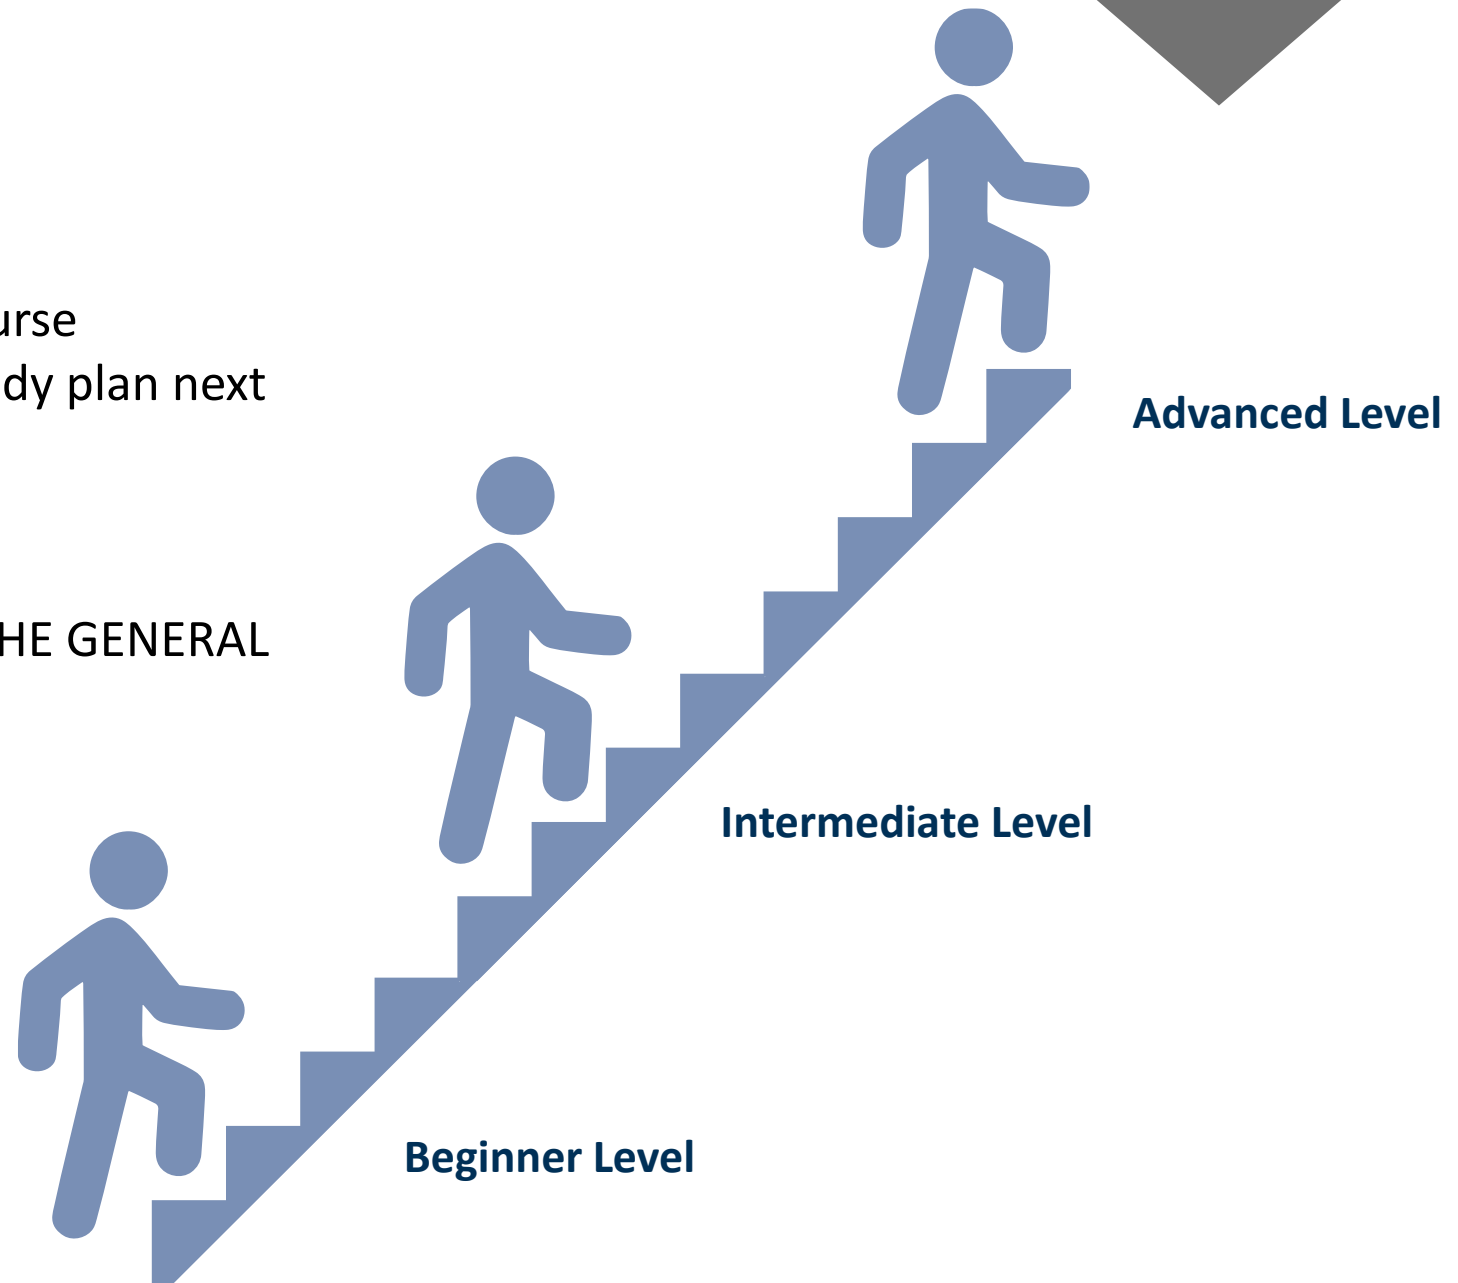 urse
dy plan next
Advanced Level
HE GENERAL
Intermediate Level
Beginner Level